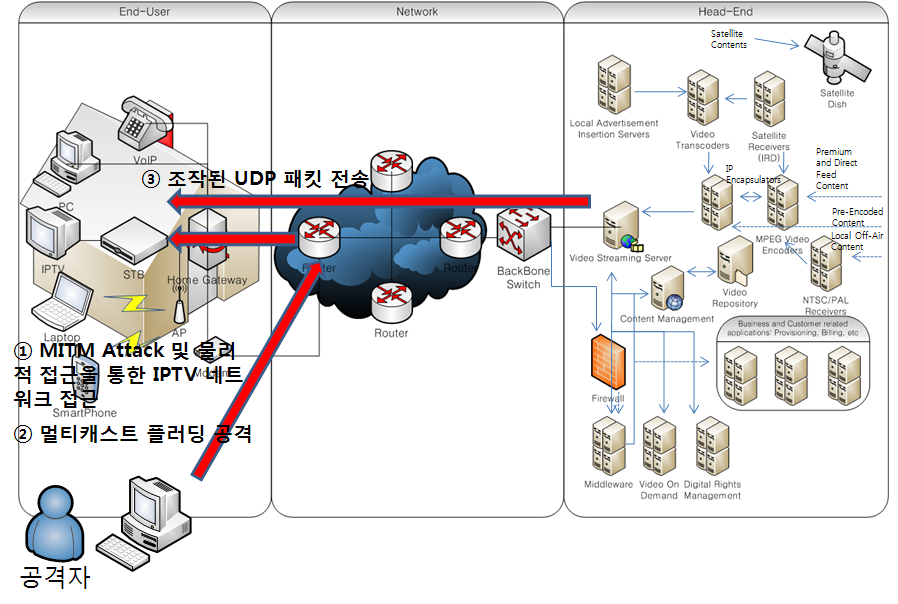 End-User
Network
Head-End
Satellite
Contents
Satellite
Dish
Local Advertisement
Insertion Servers
Video
Transcoders
Satellite
Receivers
(IRD)
VoIP
Premium
and Direct
Feed
Content
IP
Encapsulators
③ 조작된 UDP 패킷 전송
PC
Pre-Encoded
Content
MPEG Video
Encoders
Local Off-Air
Content
IPTV
STB
Home Gateway
Router
Router
BackBone
Switch
Video Streaming Server
Video
Repository
NTSC/PAL
Receivers
Content Management
Laptop
AP
Router
Business and Customer related
applications' Provisioning, Billing, etc
① MITM Attack 및 물리
적 접근을 통한 IPTV 네트
워크 접근
Firewall
SmartPhone
② 멀티캐스트 플러딩 공격
Middleware
Video On
Demand
Digital Rights
Management
공격자